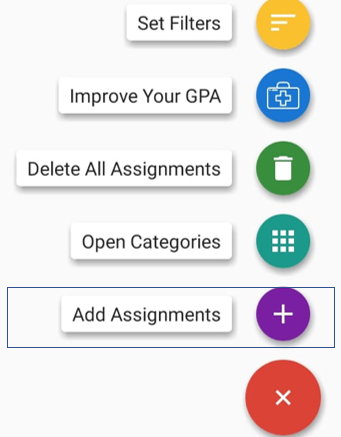 Set Filters
Improve Your GPA
Delete All Assignments
Open Categories
Add Assignments